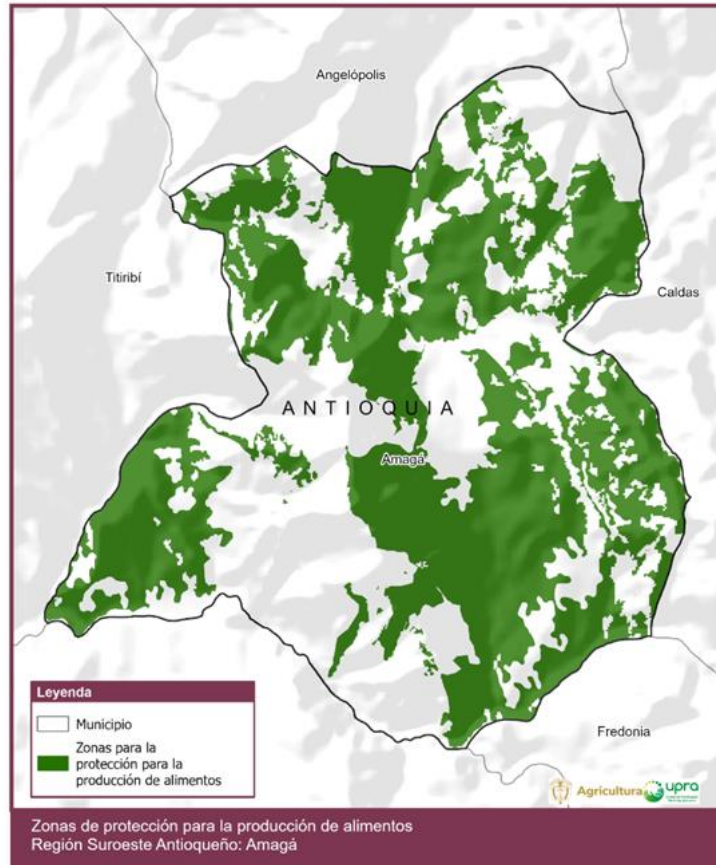 Angelópolis
Titiribí
Caldas
ANTIOQUIA
Amagá
Fredonia
Leyenda
Municipio
Zonas para la
protección para la
producción de alimentos
Agricultura
upra
Zonas de protección para la producción de alimentos
Región Suroeste Antioqueño: Amagá